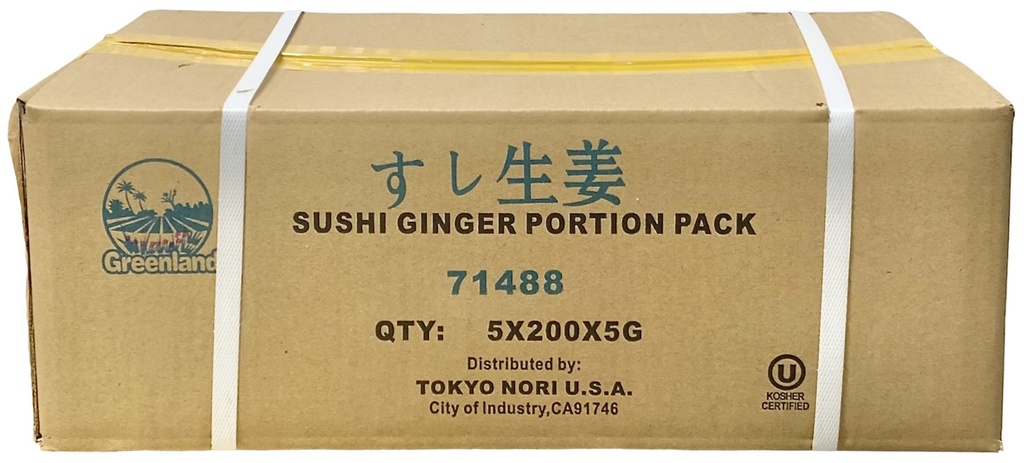 すし生姜
SUSHI GINGER PORTION PACK
Greenland
71488
QTY: 5X200X5G
Distributed by:
TOKYO NORI U.S.A.
City of Industry,CA91746
U
KOSHER
CERTIFIED